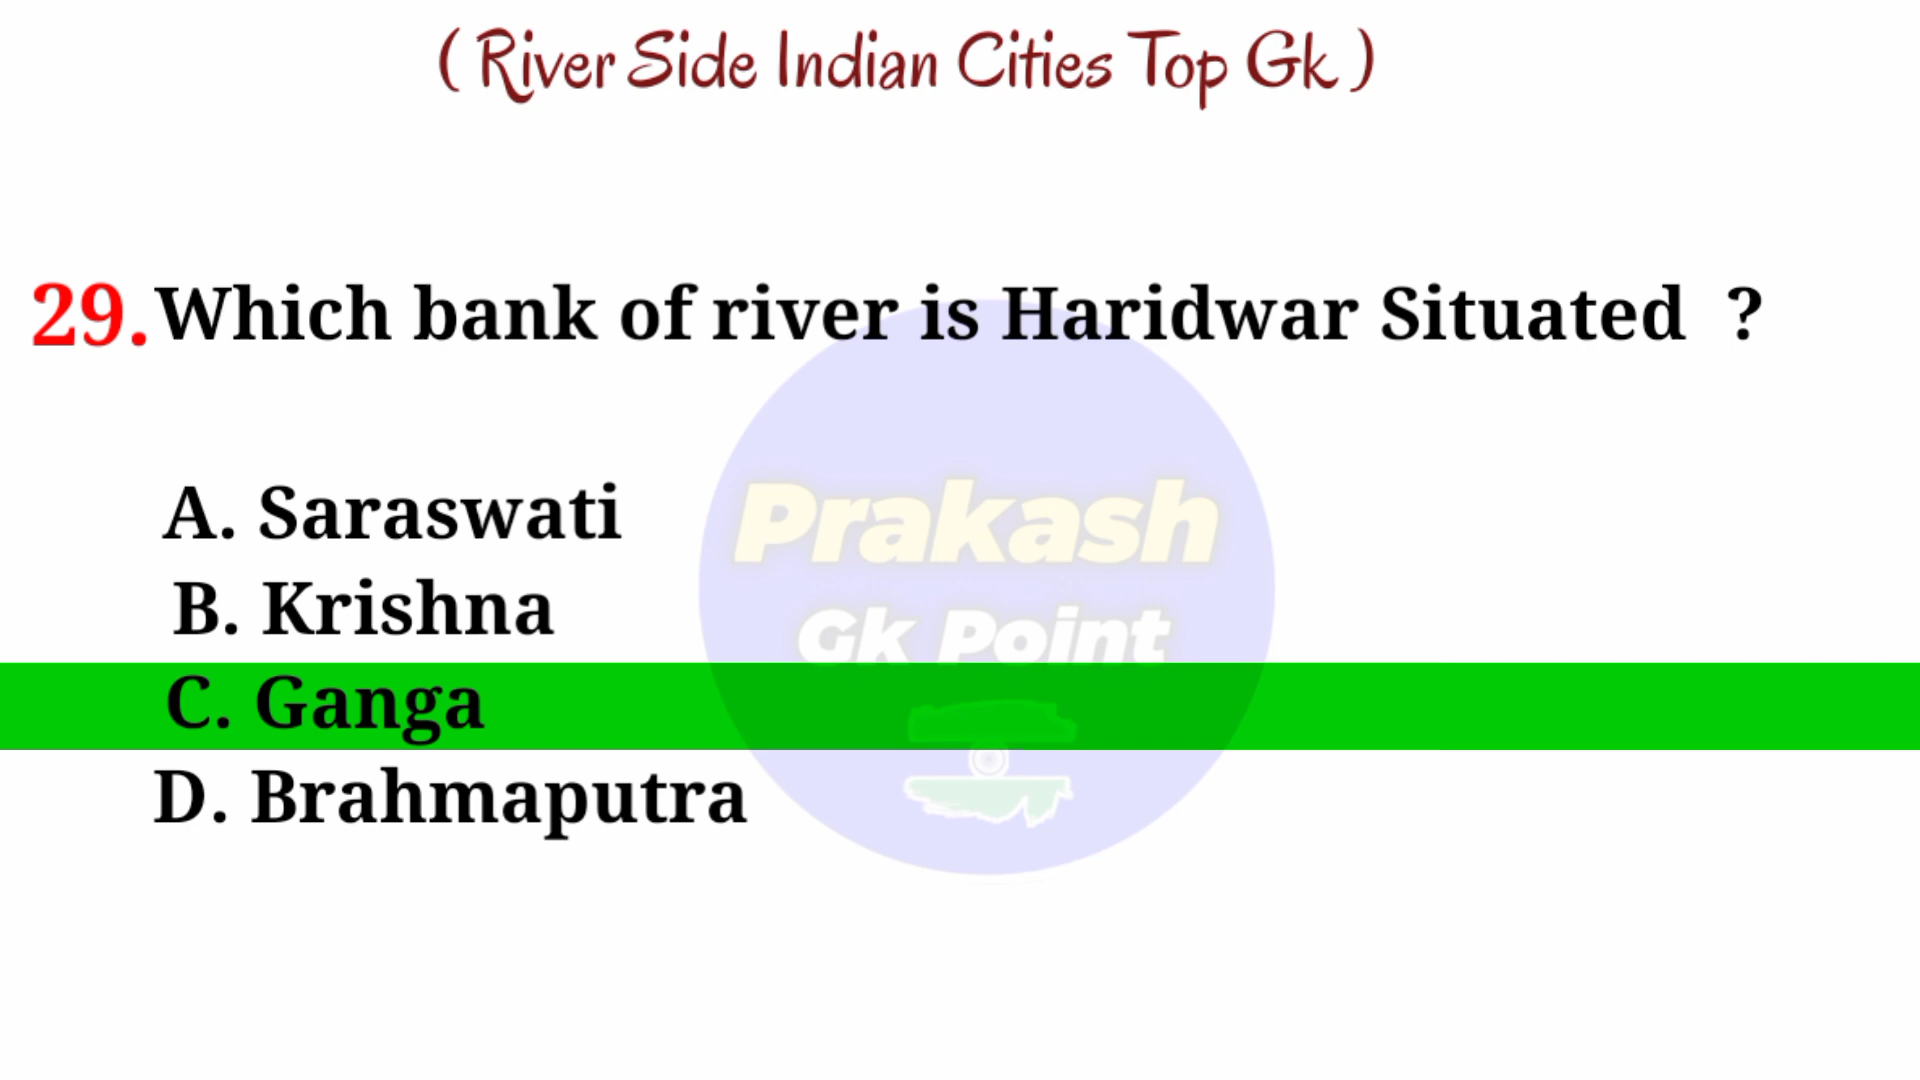 ( River Side Indian Cities Top Gk )
29. Which bank of river is Haridwar Situated ?
A. Saraswati
B. Krishna
C. Ganga
D. Brahmaputra
Prakash
Gk Point